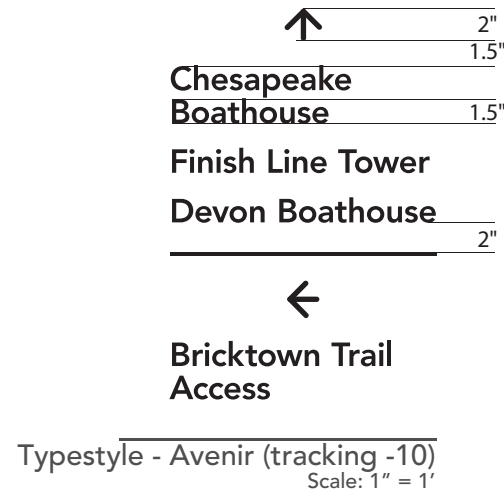 2"
1.5"
Chesapeake
Boathouse
1.5"
Finish Line Tower
Devon Boathouse
2"
Bricktown Trail
Access
Typestyle - Avenir (tracking -10)
Scale: 1” = 1’